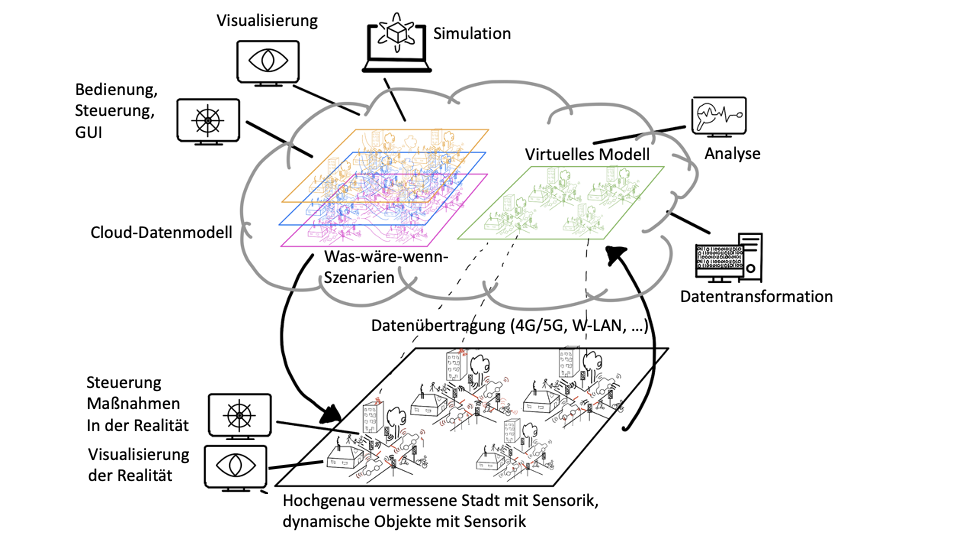 Visualisierung
Simulation
Bedienung,
Steuerung,
GUI
Virtuelles Modell
Analyse
Cloud-Datenmodell
Was-wäre-wenn-
Szenarien
Datentransformation
Datenübertragung (4G/5G, W-LAN, ...)
Steuerung
Maßnahmen
In der Realität
Visualisierung
der Realität
Hochgenau vermessene Stadt mit Sensorik,
dynamische Objekte mit Sensorik